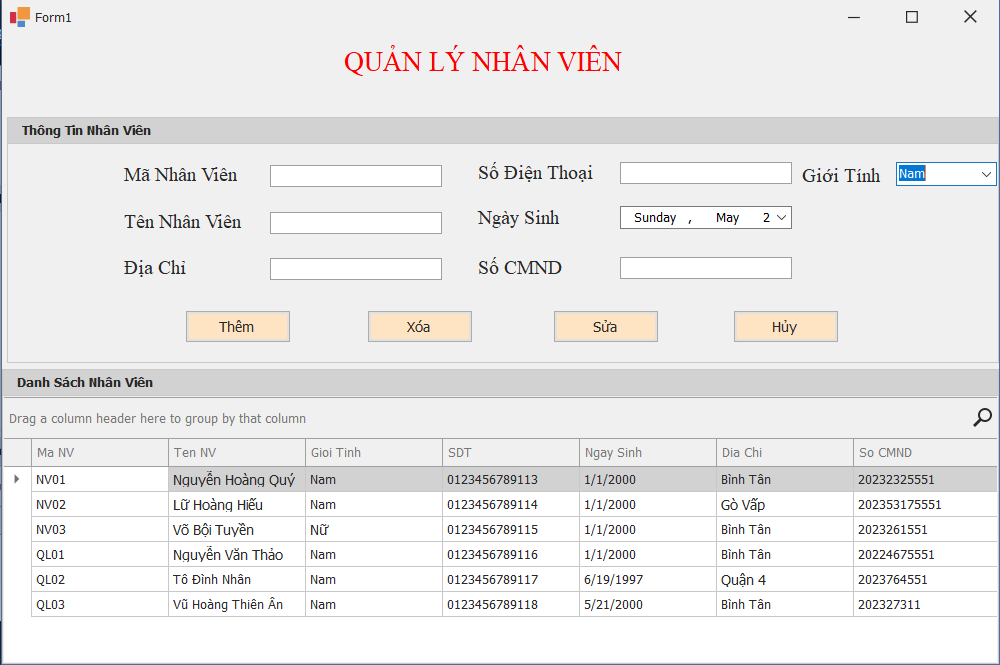 Form1
QUẢN LÝ NHÂN VIÊN
Thông Tin Nhân Viên
Mã Nhân Viên Số Điện Thoại Giới Tính Nam
Tên Nhân Viên Ngày Sinh Sunday , May 2
Địa Chỉ Số CMND
Thêm Xóa Sửa Hủy
Danh Sách Nhân Viên
Drag a column header here to group by that column
Ma NV Ten NV Gioi Tinh SDT Ngay Sinh Dia Chi So CMND
NV01 Nguyễn Hoàng Quý Nam 0123456789113 1/1/2000 Bình Tân 20232325551
NV02 Lữ Hoàng Hiếu Nam 0123456789114 1/1/2000 Gò Vấp 202353175551
NV03 Võ Bội Tuyền Nữ 0123456789115 1/1/2000 Bình Tân 2023261551
QL01 Nguyễn Văn Thảo Nam 0123456789116 1/1/2000 Bình Tân 20224675551
QL02 Tô Đình Nhân Nam 0123456789117 6/19/1997 Quận 4 2023764551
QL03 Vũ Hoàng Thiên Ân Nam 0123456789118 5/21/2000 Bình Tân 202327311